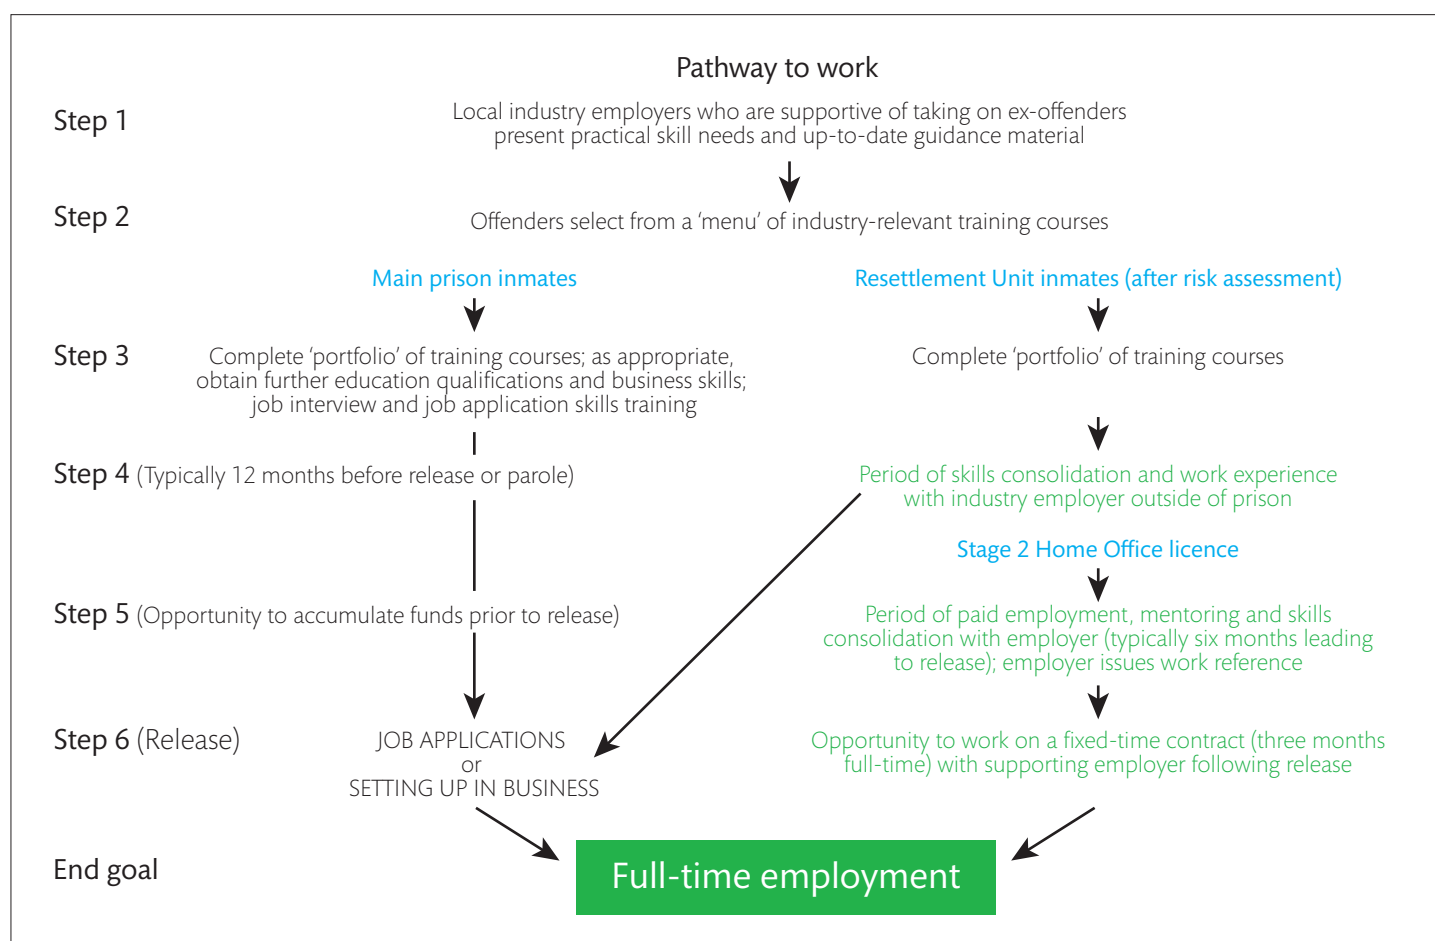 Pathway to work
Step 1
Local industry employers who are supportive of taking on ex-offenders
present practical skill needs and up-to-date guidance material
Step 2
Offenders select from a ‘menu’ of industry-relevant training courses
Main prison inmates
Resettlement Unit inmates (after risk assessment)
Step 3
Complete ‘portfolio’ of training courses; as appropriate,
obtain further education qualifications and business skills;
job interview and job application skills training
Complete ‘portfolio’ of training courses
Step 4 (Typically 12 months before release or parole)
Period of skills consolidation and work experience
with industry employer outside of prison
Stage 2 Home Office licence
Step 5 (Opportunity to accumulate funds prior to release)
Period of paid employment, mentoring and skills
consolidation with employer (typically six months leading
to release); employer issues work reference
Step 6 (Release)
JOB APPLICATIONS
or
SETTING UP IN BUSINESS
Opportunity to work on a fixed-time contract (three months
full-time) with supporting employer following release
End goal
Full-time employment